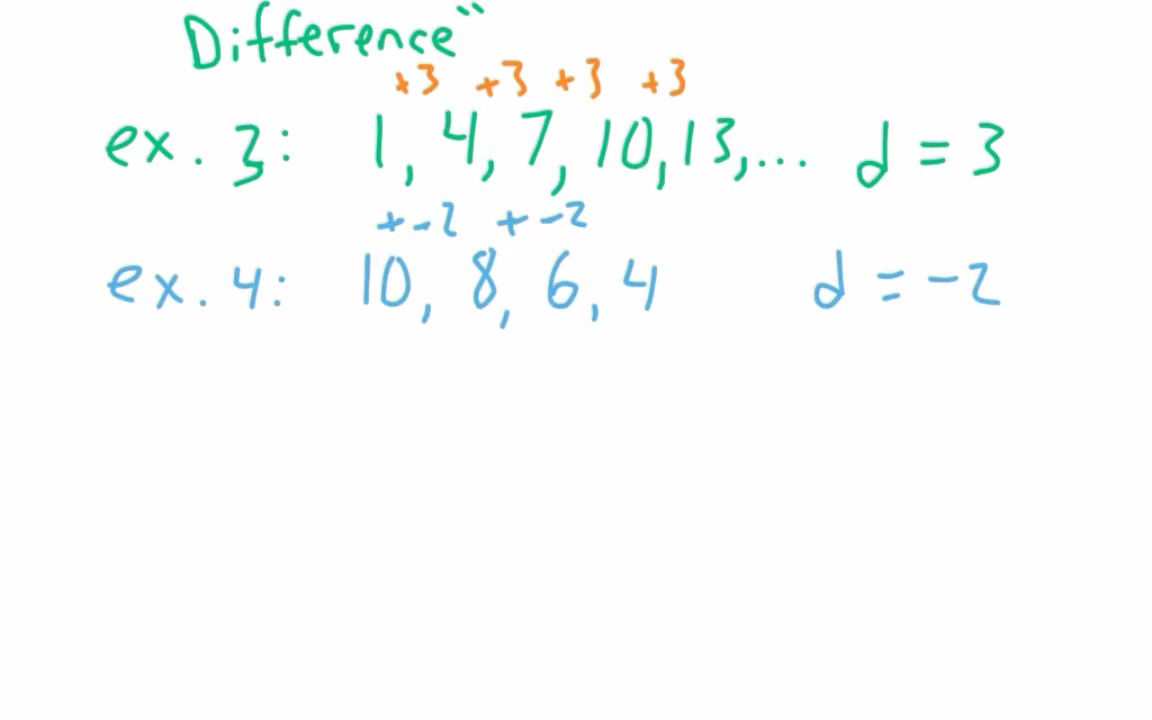 Difference"
+3 +3 +3 +3
ex. 3: 1, 4, 7, 10, 13, ... d = 3
+-2 +-2
ex. 4: 10, 8, 6, 4 d = -2